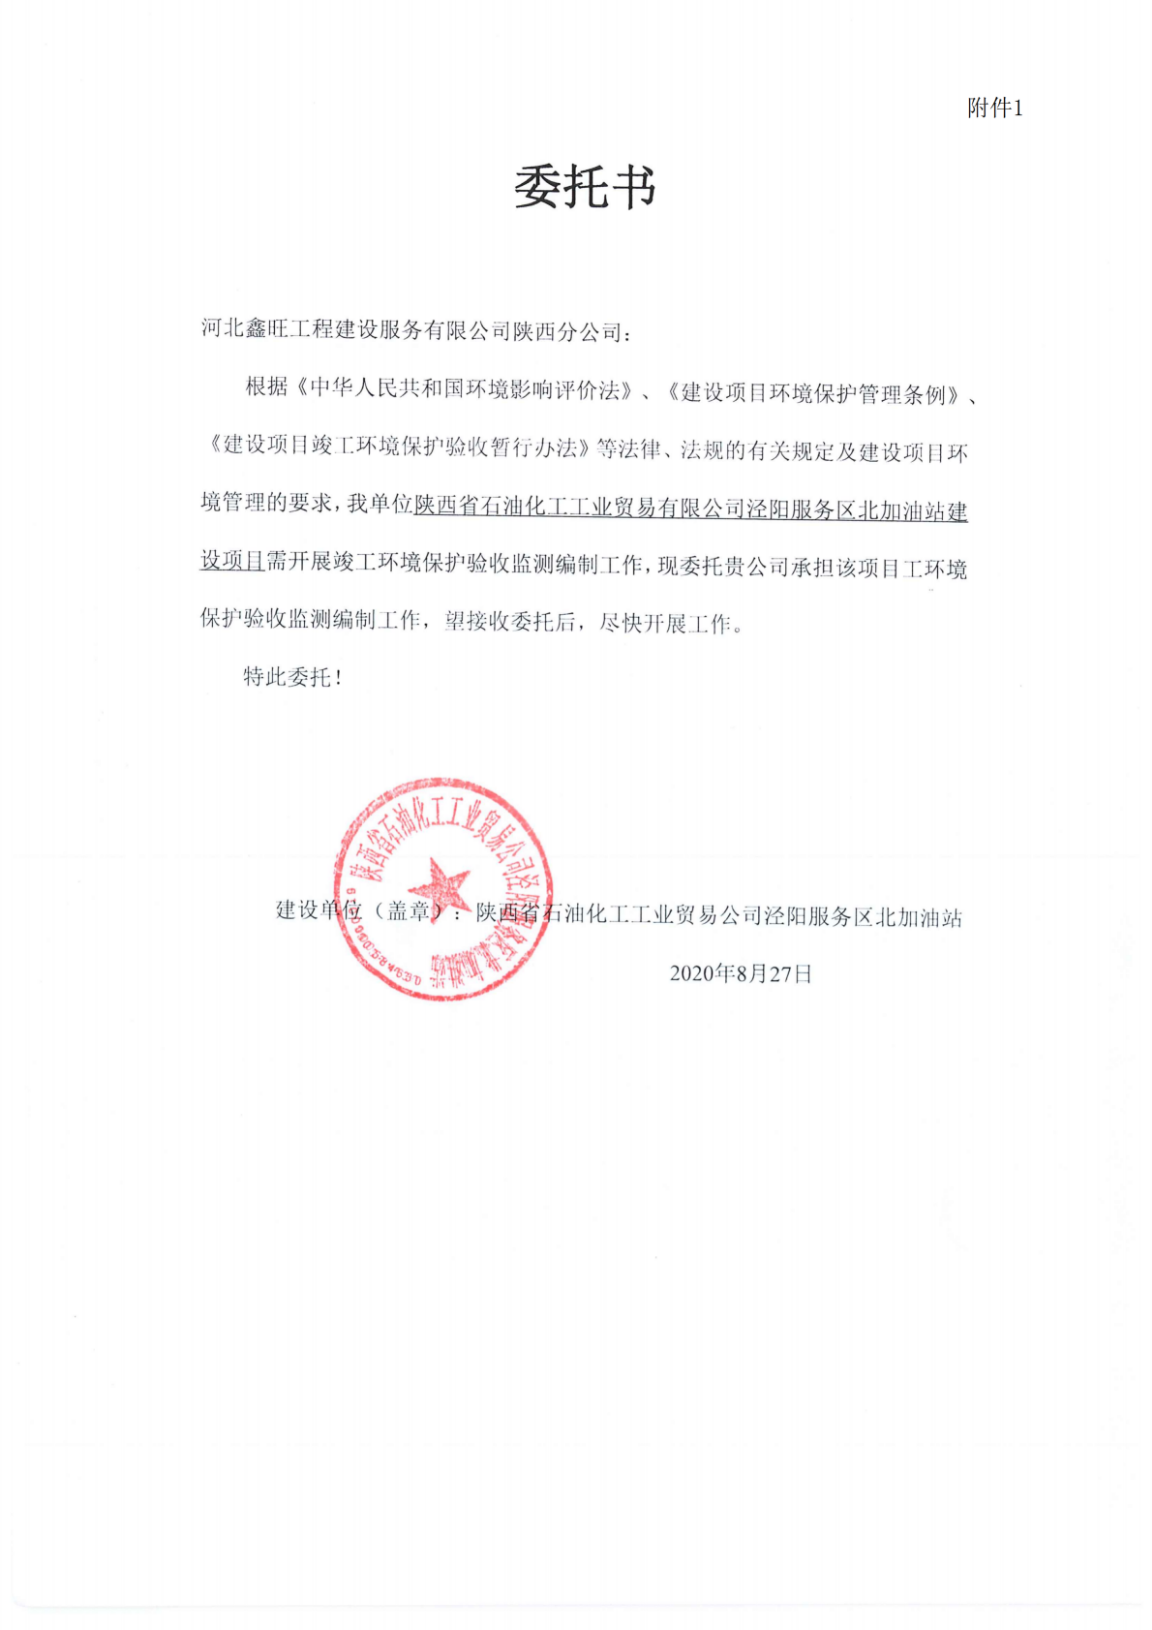 附件1
委托书
河北鑫旺工程建设服务有限公司陕西分公司：
根据《中华人民共和国环境影响评价法》、《建设项目环境保护管理条例》、
《建设项目竣工环境保护验收暂行办法》等法律、法规的有关规定及建设项目环
境管理的要求，我单位陕西省石油化工工业贸易有限公司泾阳服务区北加油站建
设项目需开展竣工环境保护验收监测编制工作，现委托贵公司承担该项目工环境
保护验收监测编制工作，望接收委托后，尽快开展工作。
特此委托！
陕西省石油化工工业贸易公司泾阳服务区北加油站
建设单位（盖章）：陕西省石油化工工业贸易公司泾阳服务区北加油站
2020年8月27日